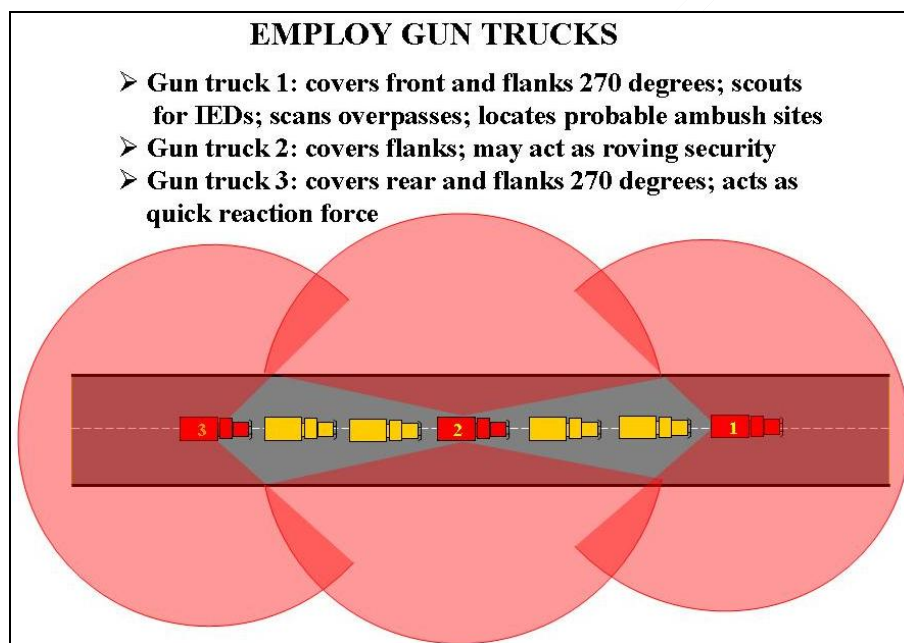 EMPLOY GUN TRUCKS
➢ Gun truck 1: covers front and flanks 270 degrees; scouts
for IEDs; scans overpasses; locates probable ambush sites
➢ Gun truck 2: covers flanks; may act as roving security
➢ Gun truck 3: covers rear and flanks 270 degrees; acts as
quick reaction force
3 2 1